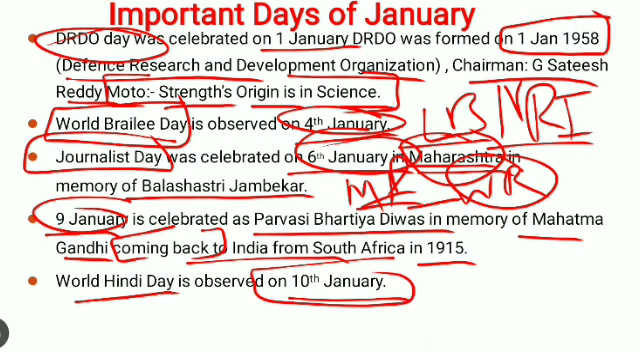 Important Days of January
DRDO day was celebrated on 1 January DRDO was formed on 1 Jan 1958
(Defence Research and Development Organization) , Chairman: G Sateesh
Reddy Moto:- Strength's Origin is in Science.
World Brailee Day is observed on 4th January.
Journalist Day was celebrated on 6th January in Maharashtra in
memory of Balashastri Jambekar.
9 January is celebrated as Parvasi Bhartiya Diwas in memory of Mahatma
Gandhi coming back to India from South Africa in 1915.
World Hindi Day is observed on 10th January.
NRI